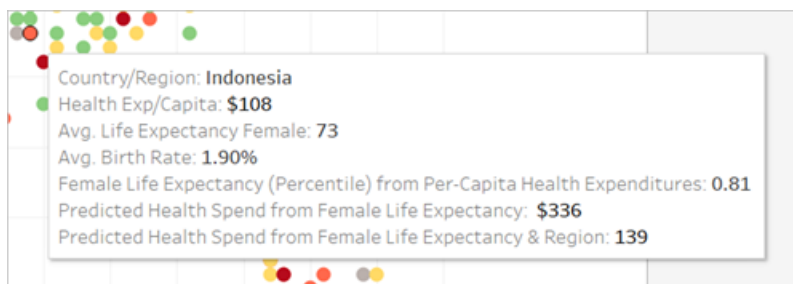 Country/Region: Indonesia
Health Exp/Capita: $108
Avg. Life Expectancy Female: 73
Avg. Birth Rate: 1.90%
Female Life Expectancy (Percentile) from Per-Capita Health Expenditures: 0.81
Predicted Health Spend from Female Life Expectancy: $336
Predicted Health Spend from Female Life Expectancy & Region: 139